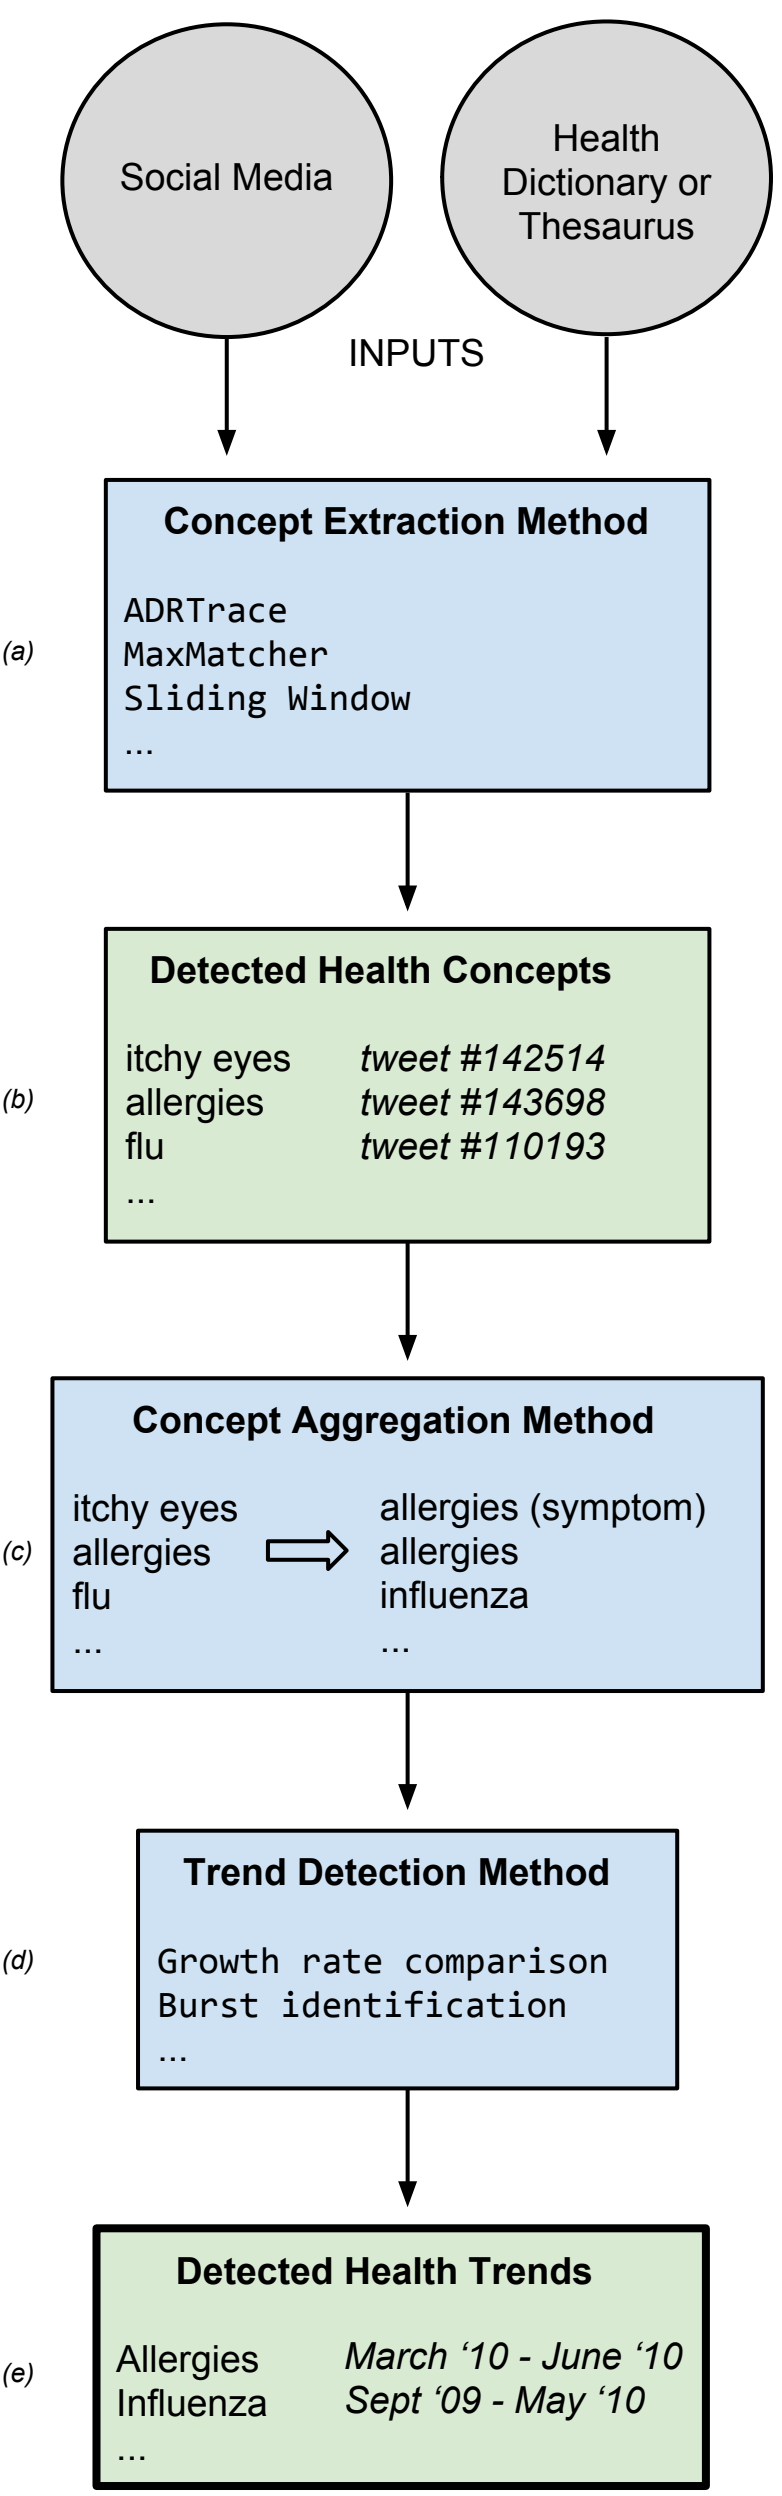 Social Media
Health
Dictionary or
Thesaurus
INPUTS
Concept Extraction Method
ADRTrace
(a)
MaxMatcher
Sliding Window
...
Detected Health Concepts
itchy eyes tweet #142514
(b)
allergies tweet #143698
flu tweet #110193
...
Concept Aggregation Method
itchy eyes allergies (symptom)
(c)
allergies allergies
flu influenza
... ...
Trend Detection Method
(d)
Growth rate comparison
Burst identification
...
Detected Health Trends
(e)
Allergies March ‘10 - June ‘10
Influenza Sept ‘09 - May ‘10
...